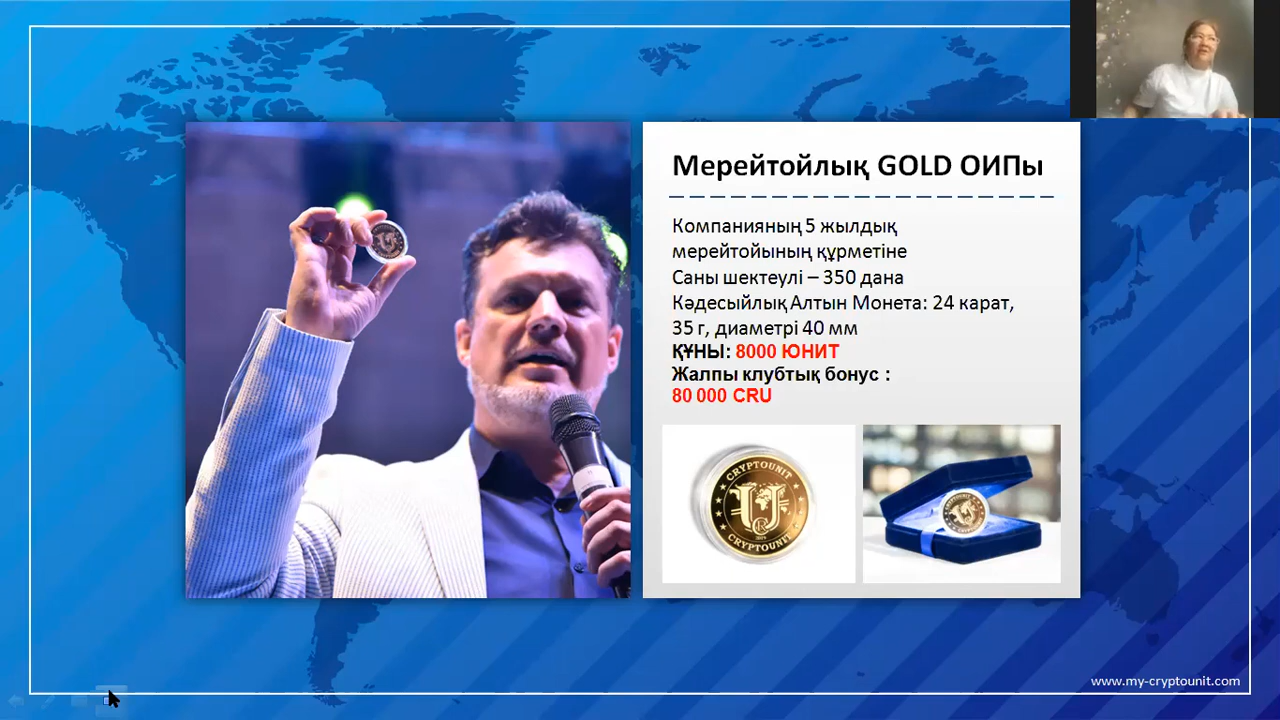 Мерейтойлық GOLD ОИПы
Компанияның 5 жылдық
мерейтойының құрметіне
Саны шектеулі – 350 дана
Кәдесыйлық Алтын Монета: 24 карат,
35 г, диаметрі 40 мм
ҚҰНЫ: 8000 ЮНИТ
Жалпы клубтық бонус :
80 000 CRU
CRYPTOUNIT
CRYPTOUNIT
www.my-cryptounit.com